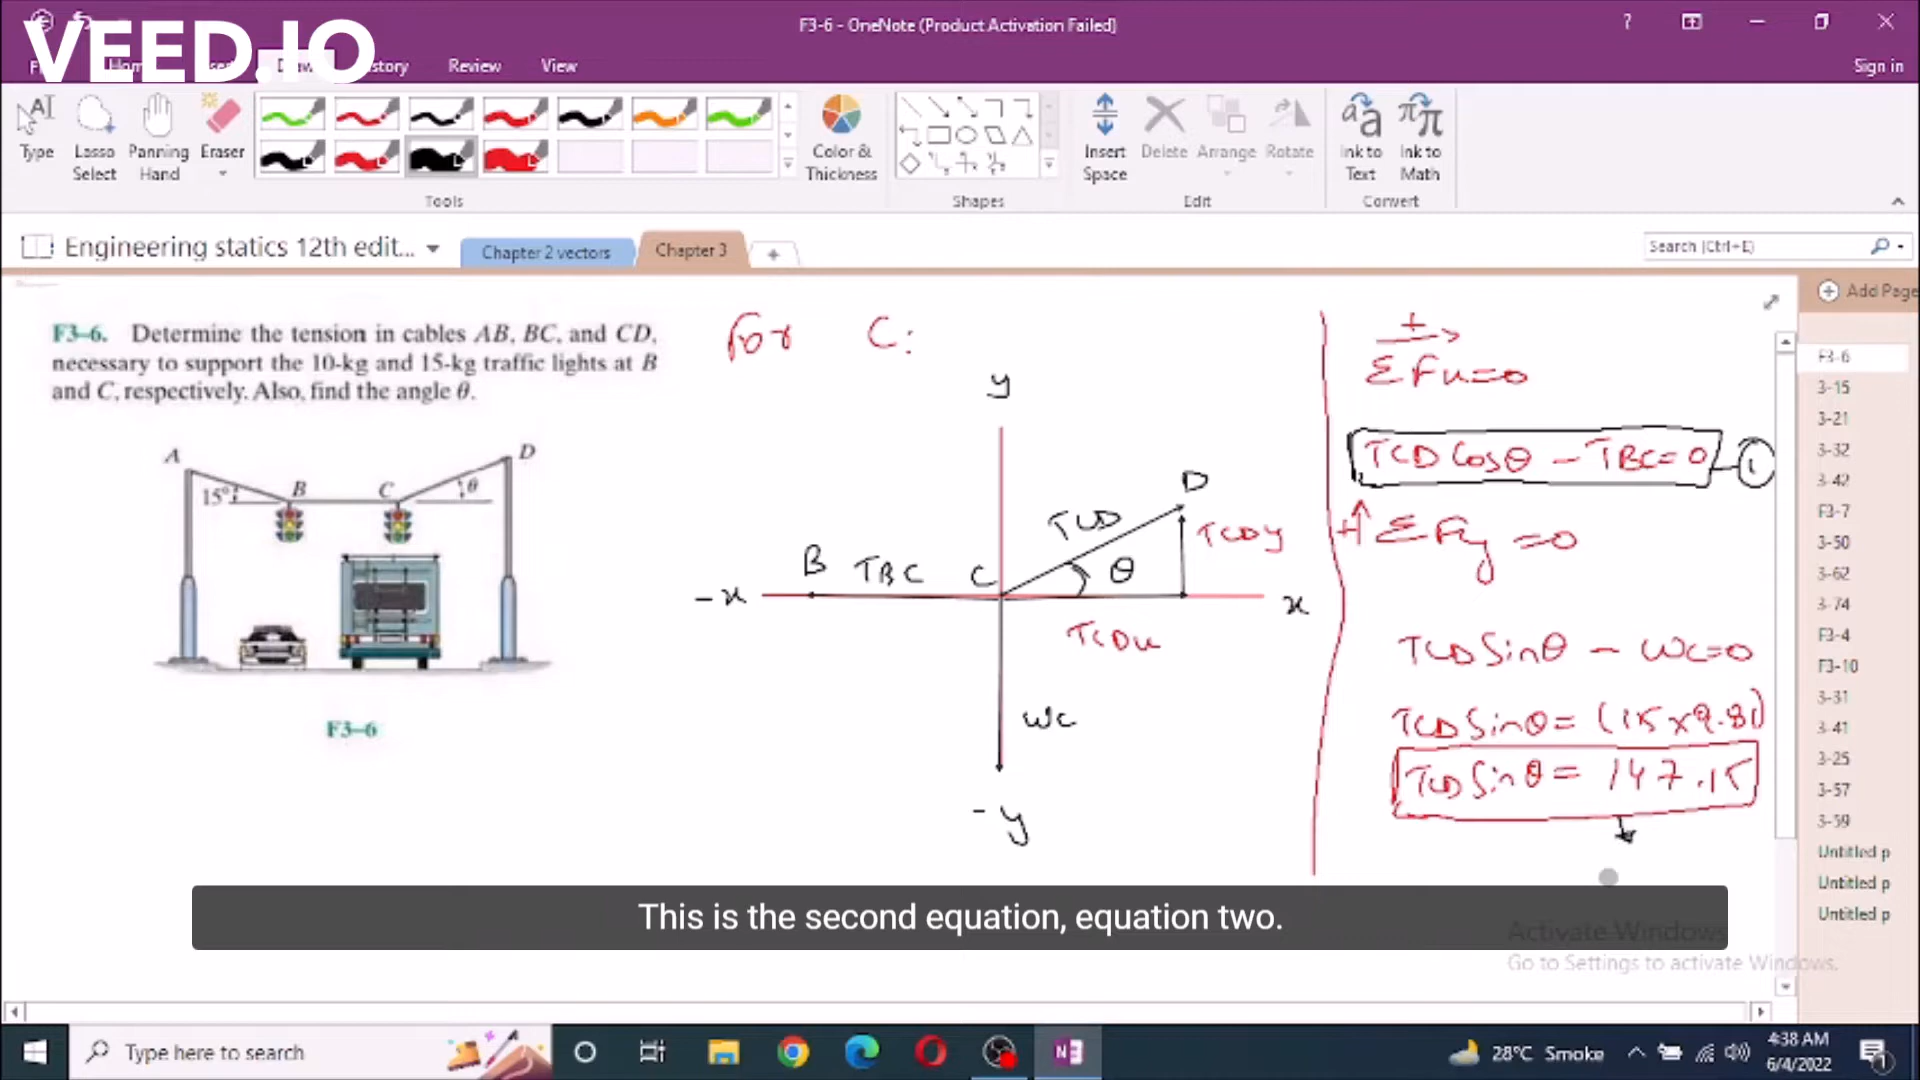 F3-6 - OneNote (Product Activation Failed)
VEED.IO
Review
View
Sign in
Type
Lasso
Select
Panning
Hand
Eraser
Color &
Thickness
Insert
Space
Delete
Arrange
Rotate
Ink to
Text
Ink to
Math
Tools
Shapes
Edit
Convert
Engineering statics 12th edit...
Chapter 2 vectors
Chapter 3
Search (Ctrl+E)
Add Page
F3–6. Determine the tension in cables AB, BC, and CD,
necessary to support the 10-kg and 15-kg traffic lights at B
and C, respectively. Also, find the angle θ.
A
D
15°
B
C
θ
F3–6
For C:
y
D
TCD
TCDy
B
TBC
C
θ
-x
x
TCDx
WC
-y
+
ΣFx=0
TCD Cosθ - TBC=0
1
+↑ ΣFy =0
TCD Sinθ - WC=0
TCD Sinθ = (15x9.81)
TCD Sinθ = 147.15
F3-6
3-15
3-21
3-32
3-42
F3-7
3-50
3-62
3-74
F3-4
F3-10
3-31
3-41
3-25
3-57
3-59
Untitled p
Untitled p
Untitled p
This is the second equation, equation two.
Activate Windows
Go to Settings to activate Windows.
Type here to search
28°C Smoke
4:38 AM
6/4/2022